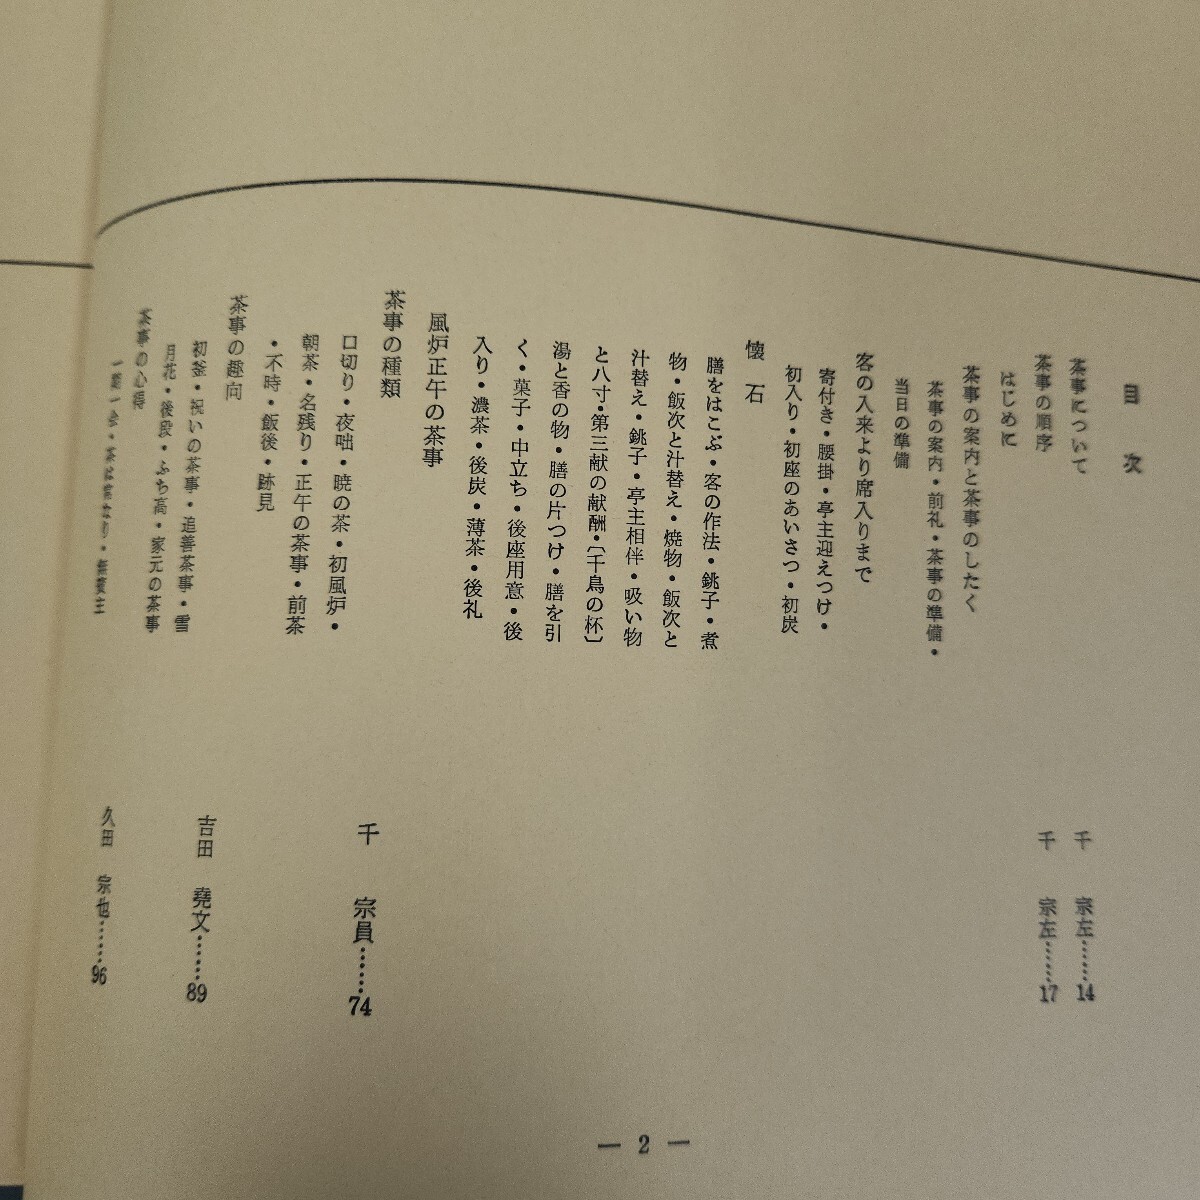 目次
茶事について 千 宗左……14
茶事の順序 千 宗左……17
はじめに
茶事の案内と茶事のしたく
茶事の案内・前礼・茶事の準備・
当日の準備
客の入来より席入りまで
寄付き・腰掛・亭主迎えつけ・
初入り・初座のあいさつ・初炭
懐石
膳をはこぶ・客の作法・銚子・煮
物・飯次と汁替え・焼物・飯次と
汁替え・銚子・亭主相伴・吸い物
と八寸・第三献の献酬・〔千鳥の杯〕
湯と香の物・膳の片つけ・膳を引
く・菓子・中立ち・後座用意・後
入り・濃茶・後炭・薄茶・後礼
風炉正午の茶事
茶事の種類 千 宗員……74
口切り・夜咄・暁の茶・初風炉・
朝茶・名残り・正午の茶事・前茶
・不時・飯後・跡見
茶事の趣向 吉田 堯文……89
初釜・祝いの茶事・追善茶事・雪
月花・後段・ふち高・家元の茶事
茶事の心得 久田 宗也……96
一期一会・茶は常なり・無賓主
— 2 —